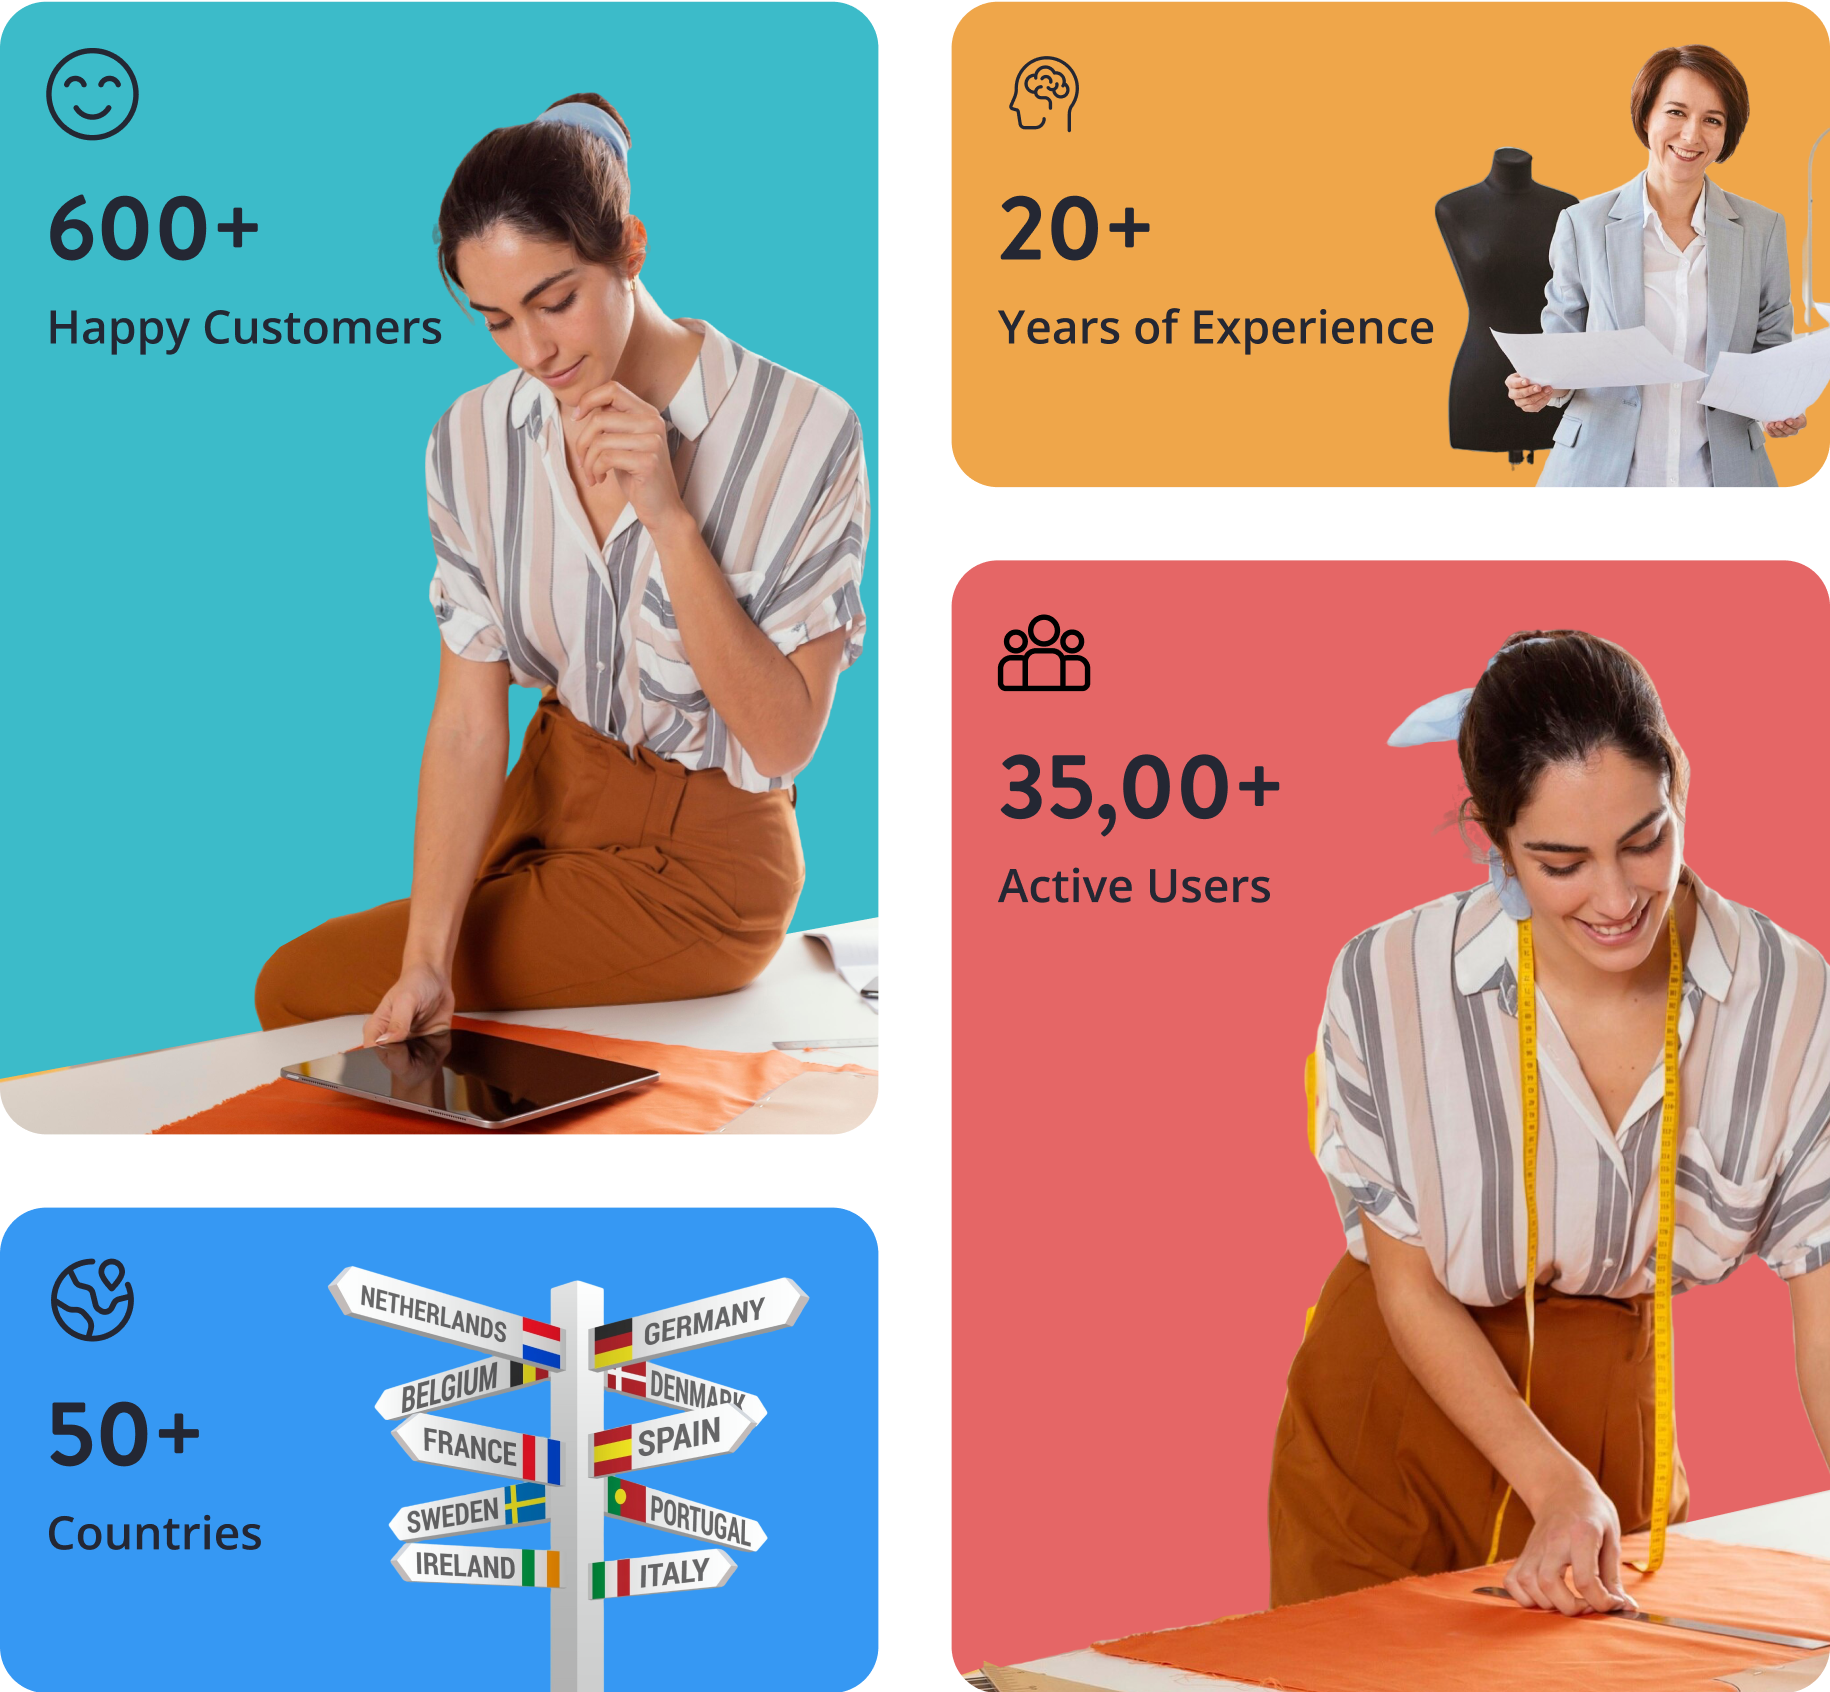 600+
Happy Customers
20+
Years of Experience
35,00+
Active Users
50+
Countries
NETHERLANDS
GERMANY
BELGIUM
DENMARK
FRANCE
SPAIN
SWEDEN
PORTUGAL
IRELAND
ITALY